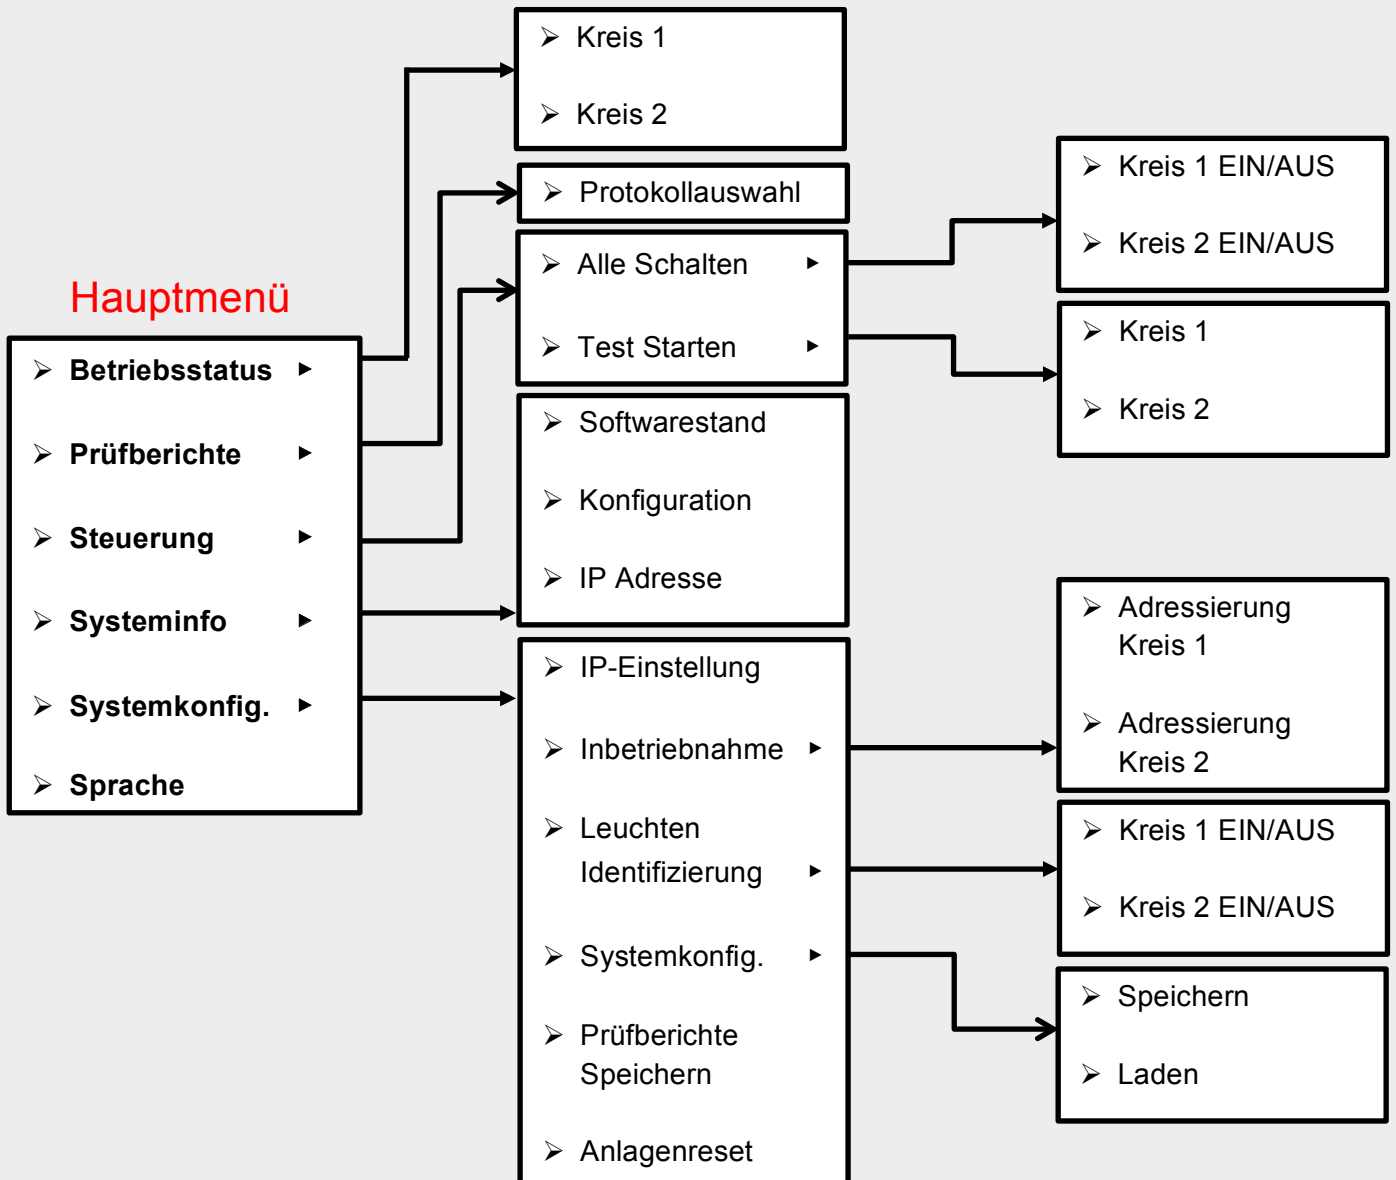 Hauptmenü
Betriebsstatus
Prüfberichte
Steuerung
Systeminfo
Systemkonfig.
Sprache
Kreis 1
Kreis 2
Protokollauswahl
Alle Schalten
Test Starten
Softwarestand
Konfiguration
IP Adresse
IP-Einstellung
Inbetriebnahme
Leuchten
Identifizierung
Systemkonfig.
Prüfberichte
Speichern
Anlagenreset
Kreis 1 EIN/AUS
Kreis 2 EIN/AUS
Kreis 1
Kreis 2
Adressierung
Kreis 1
Adressierung
Kreis 2
Kreis 1 EIN/AUS
Kreis 2 EIN/AUS
Speichern
Laden